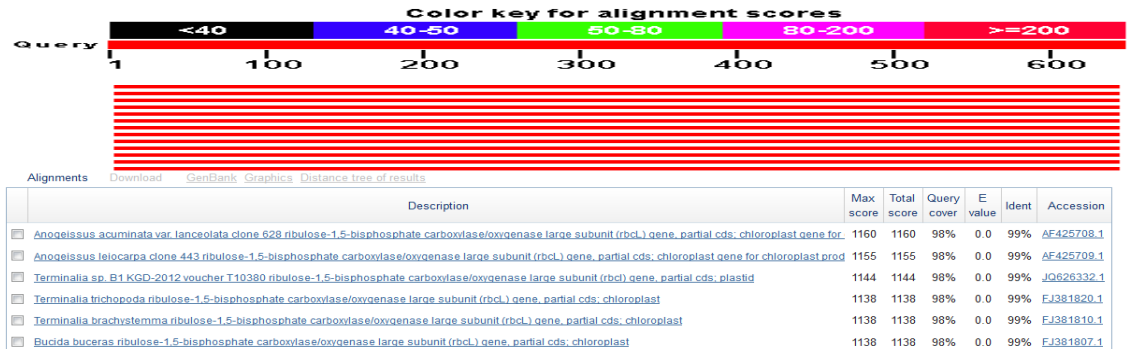 Color key for alignment scores
<40 40-50 50-80 80-200 >=200
Query
1 100 200 300 400 500 600
Alignments Download GenBank Graphics Distance tree of results
Description Max score Total score Query cover E value Ident Accession
Anogeissus acuminata var. lanceolata clone 628 ribulose-1,5-bisphosphate carboxylase/oxygenase large subunit (rbcL) gene, partial cds; chloroplast gene for 1160 1160 98% 0.0 99% AF425708.1
Anogeissus leiocarpa clone 443 ribulose-1,5-bisphosphate carboxylase/oxygenase large subunit (rbcL) gene, partial cds; chloroplast gene for chloroplast prod 1155 1155 98% 0.0 99% AF425709.1
Terminalia sp. B1 KGD-2012 voucher T10380 ribulose-1,5-bisphosphate carboxylase/oxygenase large subunit (rbcl) gene, partial cds; plastid 1144 1144 98% 0.0 99% JQ626332.1
Terminalia trichopoda ribulose-1,5-bisphosphate carboxylase/oxygenase large subunit (rbcL) gene, partial cds; chloroplast 1138 1138 98% 0.0 99% FJ381820.1
Terminalia brachystemma ribulose-1,5-bisphosphate carboxylase/oxygenase large subunit (rbcL) gene, partial cds; chloroplast 1138 1138 98% 0.0 99% FJ381810.1
Bucida buceras ribulose-1,5-bisphosphate carboxylase/oxygenase large subunit (rbcL) gene, partial cds; chloroplast 1138 1138 98% 0.0 99% FJ381807.1